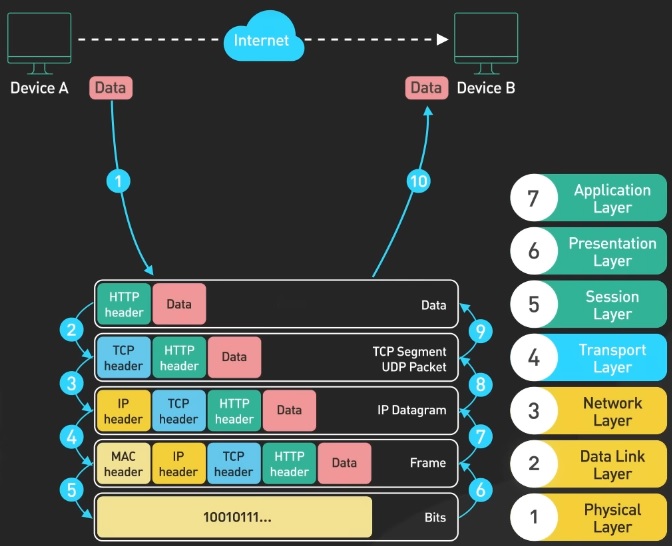 Internet
Device A
Data
Data
Device B
1
10
7
Application
Layer
6
Presentation
Layer
5
Session
Layer
4
Transport
Layer
3
Network
Layer
2
Data Link
Layer
1
Physical
Layer
HTTP
header
Data
Data
2
9
TCP
header
HTTP
header
Data
TCP Segment
UDP Packet
3
8
IP
header
TCP
header
HTTP
header
Data
IP Datagram
4
7
MAC
header
IP
header
TCP
header
HTTP
header
Data
Frame
5
6
10010111...
Bits